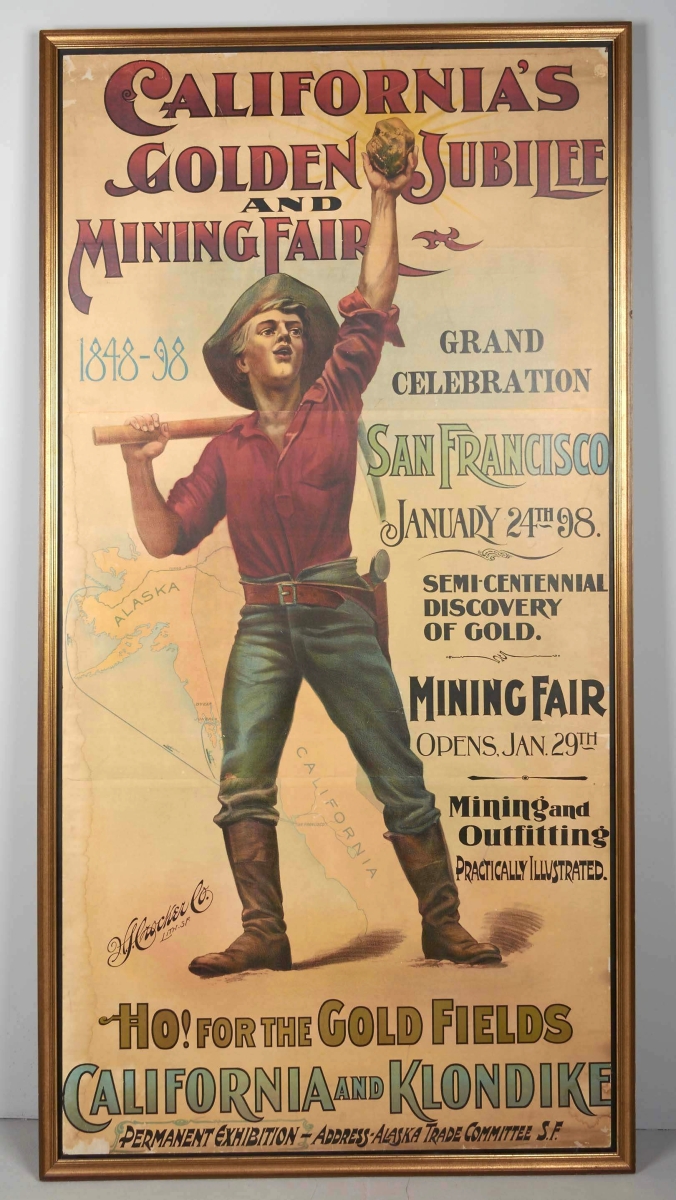 CALIFORNIA'S
GOLDEN JUBILEE
AND
MINING FAIR
1848-98
GRAND
CELEBRATION
SAN FRANCISCO
JANUARY 24TH 98.
SEMI-CENTENNIAL
DISCOVERY
OF GOLD.
MINING FAIR
OPENS, JAN. 29TH
Mining and
Outfitting
PRACTICALLY ILLUSTRATED.
ALASKA
CALIFORNIA
H.S. Crocker Co.
LITH. S.F.
HO! FOR THE GOLD FIELDS
CALIFORNIA AND KLONDIKE
PERMANENT EXHIBITION - ADDRESS - ALASKA TRADE COMMITTEE S.F.